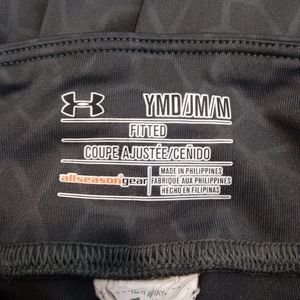 YMD/JM/M
FITTED
COUPE AJUSTÉE/CEÑIDO
allseasongear
MADE IN PHILIPPINES
FABRIQUÉ AUX PHILIPPINES
HECHO EN FILIPINAS